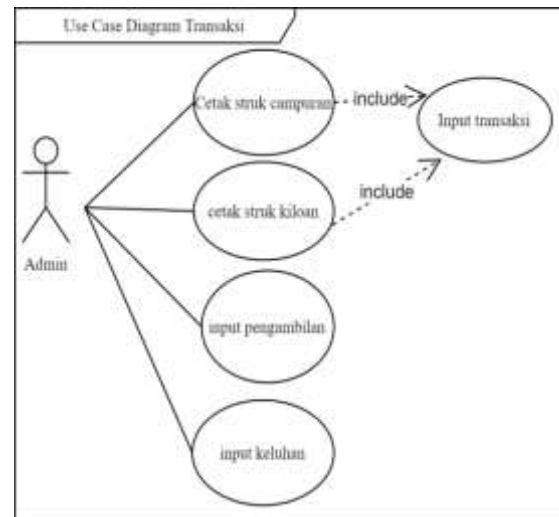 Use Case Diagram Transaksi
Cetak struk campuran
include
Input transaksi
cetak struk kiloan
include
Admin
input pengambilan
input keluhan